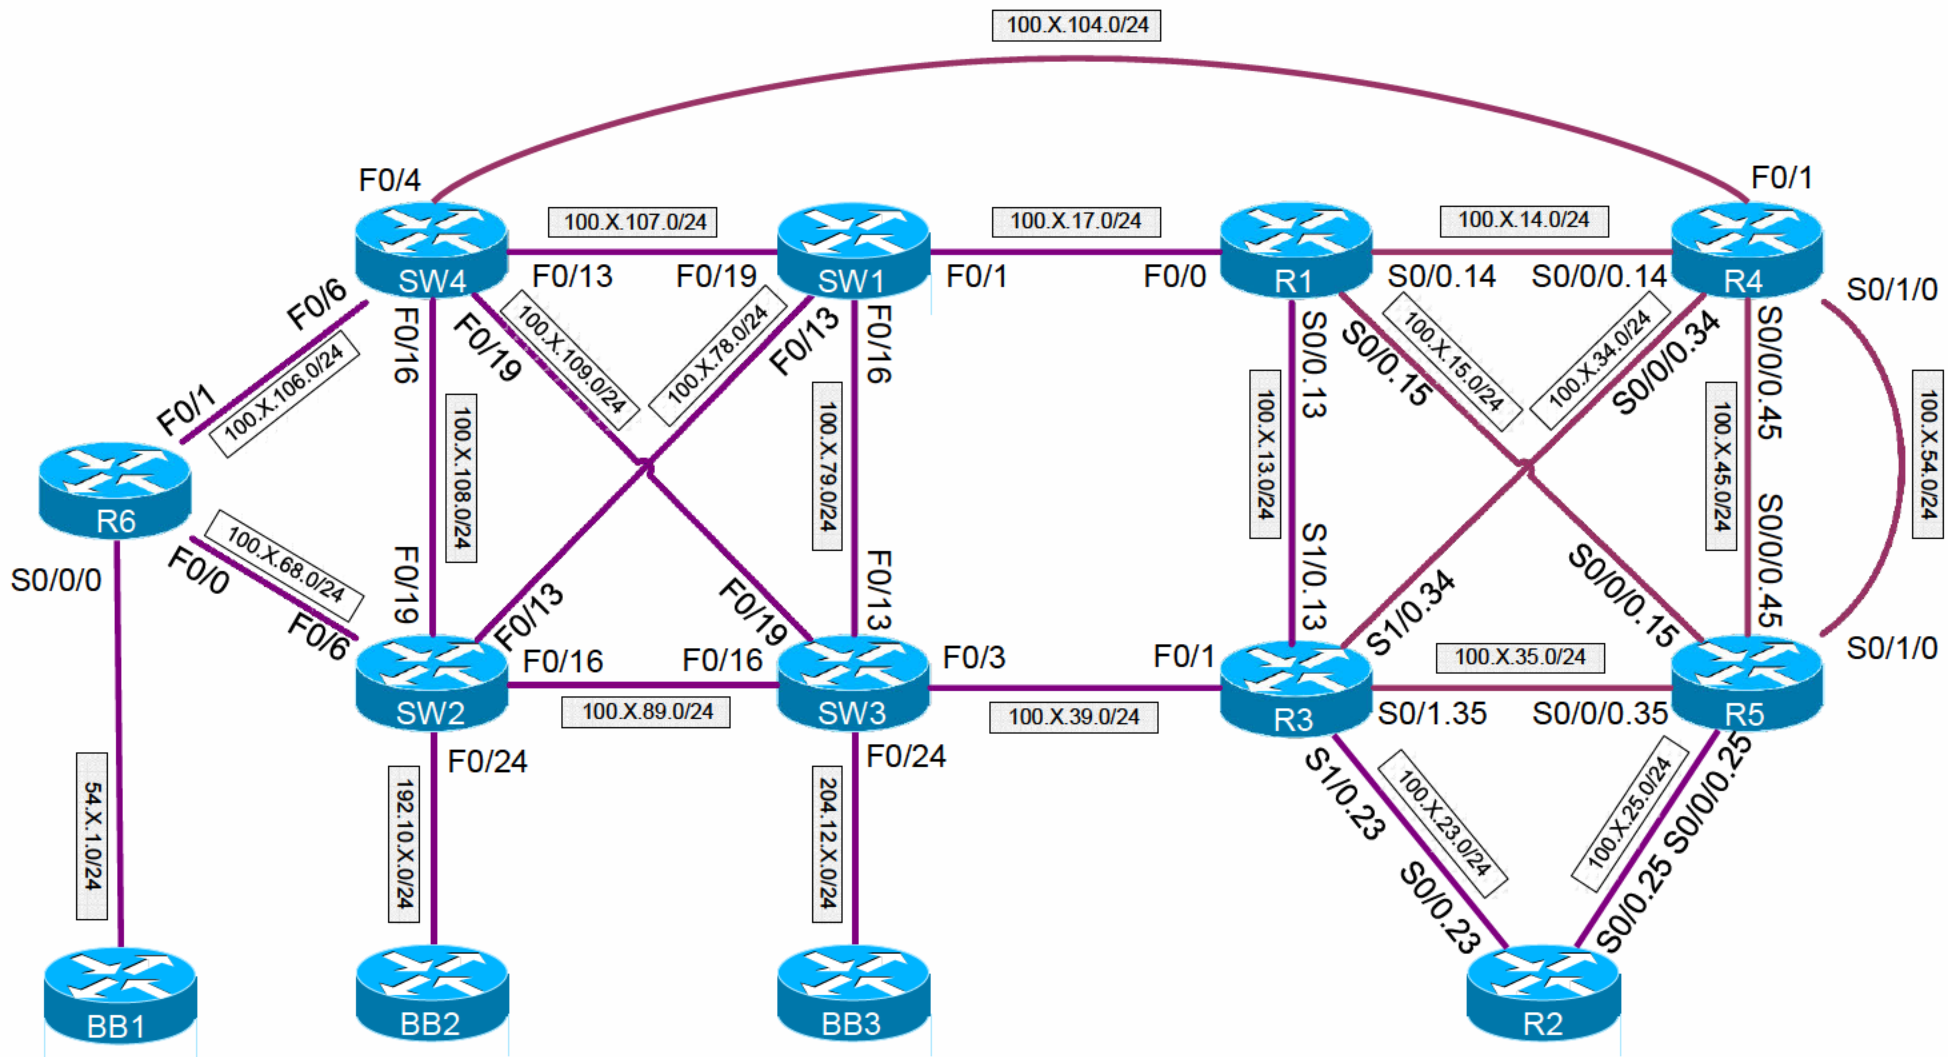 100.X.104.0/24
F0/4
F0/1
100.X.107.0/24
100.X.17.0/24
100.X.14.0/24
SW4
F0/13
F0/19
SW1
F0/1
F0/0
R1
S0/0.14
S0/0/0.14
R4
S0/1/0
F0/6
F0/16
F0/19
100.X.109.0/24
100.X.78.0/24
F0/13
F0/16
S0/0.13
S0/0.15
100.X.15.0/24
100.X.34.0/24
S0/0/0.34
S0/0/0.45
100.X.106.0/24
F0/1
100.X.108.0/24
100.X.79.0/24
100.X.13.0/24
100.X.45.0/24
100.X.54.0/24
R6
100.X.68.0/24
F0/0
S0/0/0
F0/6
F0/19
F0/13
F0/19
F0/13
S1/0.13
S1/0.34
S0/0/0.15
S0/0/0.45
S0/1/0
SW2
F0/16
F0/16
SW3
F0/3
F0/1
R3
100.X.35.0/24
S0/1.35
S0/0/0.35
R5
100.X.89.0/24
100.X.39.0/24
F0/24
F0/24
S1/0.23
100.X.23.0/24
100.X.25.0/24
S0/0/0.25
54.X.1.0/24
192.10.X.0/24
204.12.X.0/24
S0/0.23
S0/0.25
BB1
BB2
BB3
R2